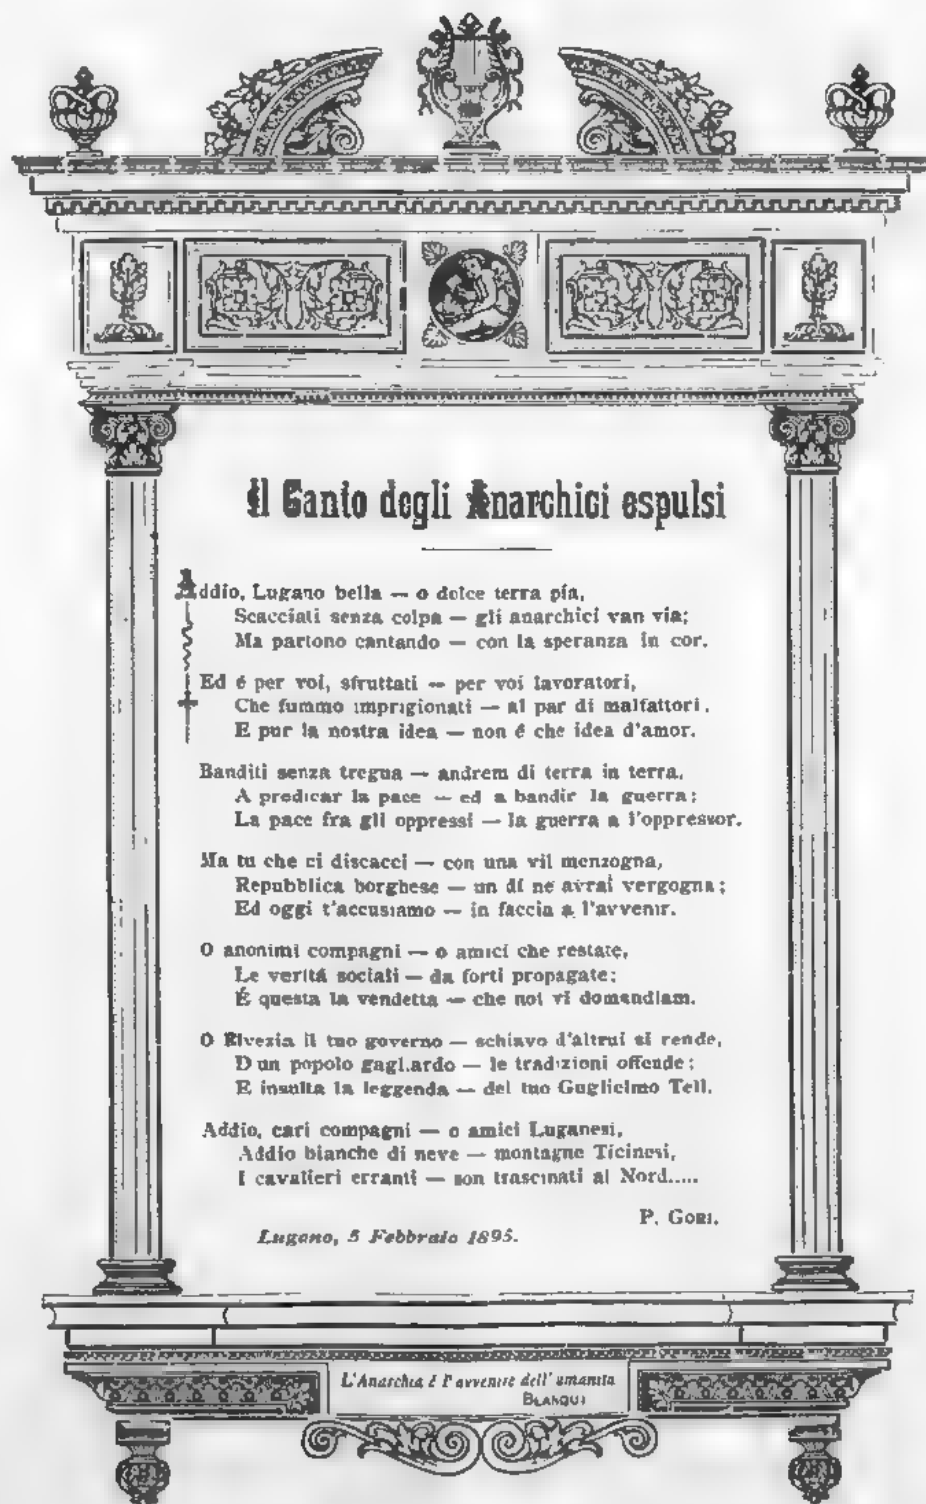 Il Canto degli Anarchici espulsi
Addio, Lugano bella — o dolce terra pía,
Scacciati senza colpa — gli anarchici van via;
Ma partono cantando — con la speranza in cor.
Ed é per voi, sfruttati — per voi lavoratori,
Che fummo imprigionati — al par di malfattori,
E pur la nostra idea — non é che idea d'amor.
Banditi senza tregua — andrem di terra in terra,
A predicar la pace — ed a bandir la guerra;
La pace fra gli oppressi — la guerra a l'oppressor.
Ma tu che ci discacci — con una vil menzogna,
Repubblica borghese — un dí ne avrai vergogna;
Ed oggi t'accusiamo — in faccia a l'avvenir.
O anonimi compagni — o amici che restate,
Le veritá sociali — da forti propagate;
É questa la vendetta — che noi vi domandiam.
O Elvezia il tuo governo — schiavo d'altrui si rende,
D'un popolo gagliardo — le tradizioni offende;
E insulta la leggenda — del tuo Guglielmo Tell.
Addio, cari compagni — o amici Luganesi,
Addio bianche di neve — montagne Ticinesi,
I cavalieri erranti — son trascinati al Nord.....
P. GORI.
Lugano, 5 Febbraio 1895.
L'Anarchia é l'avvenire dell'umanita
BLANQUI